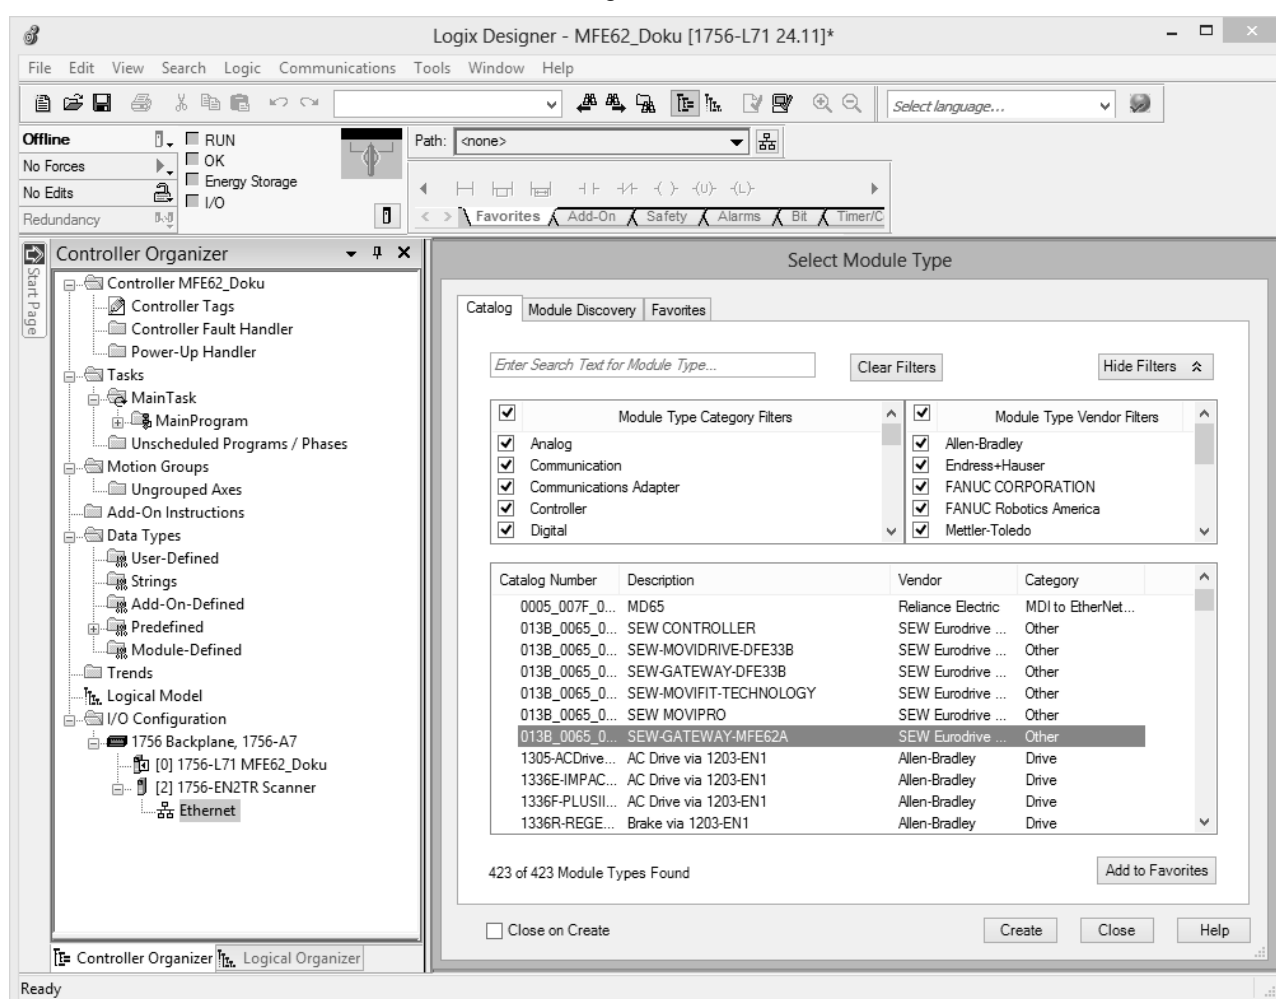 Logix Designer - MFE62_Doku [1756-L71 24.11]*
File Edit View Search Logic Communications Tools Window Help
Select language...
Offline
RUN
Path: <none>
No Forces
OK
Energy Storage
No Edits
I/O
Redundancy
Favorites Add-On Safety Alarms Bit Timer/C
Start Page
Controller Organizer
Controller MFE62_Doku
Controller Tags
Controller Fault Handler
Power-Up Handler
Tasks
MainTask
MainProgram
Unscheduled Programs / Phases
Motion Groups
Ungrouped Axes
Add-On Instructions
Data Types
User-Defined
Strings
Add-On-Defined
Predefined
Module-Defined
Trends
Logical Model
I/O Configuration
1756 Backplane, 1756-A7
[0] 1756-L71 MFE62_Doku
[2] 1756-EN2TR Scanner
Ethernet
Controller Organizer Logical Organizer
Select Module Type
Catalog Module Discovery Favorites
Enter Search Text for Module Type...
Clear Filters
Hide Filters
Module Type Category Filters
Analog
Communication
Communications Adapter
Controller
Digital
Module Type Vendor Filters
Allen-Bradley
Endress+Hauser
FANUC CORPORATION
FANUC Robotics America
Mettler-Toledo
Catalog Number Description Vendor Category
0005_007F_0... MD65 Reliance Electric MDI to EtherNet...
013B_0065_0... SEW CONTROLLER SEW Eurodrive ... Other
013B_0065_0... SEW-MOVIDRIVE-DFE33B SEW Eurodrive ... Other
013B_0065_0... SEW-GATEWAY-DFE33B SEW Eurodrive ... Other
013B_0065_0... SEW-MOVIFIT-TECHNOLOGY SEW Eurodrive ... Other
013B_0065_0... SEW MOVIPRO SEW Eurodrive ... Other
013B_0065_0... SEW-GATEWAY-MFE62A SEW Eurodrive ... Other
1305-ACDrive... AC Drive via 1203-EN1 Allen-Bradley Drive
1336E-IMPAC... AC Drive via 1203-EN1 Allen-Bradley Drive
1336F-PLUSII... AC Drive via 1203-EN1 Allen-Bradley Drive
1336R-REGE... Brake via 1203-EN1 Allen-Bradley Drive
423 of 423 Module Types Found
Add to Favorites
Close on Create
Create Close Help
Ready